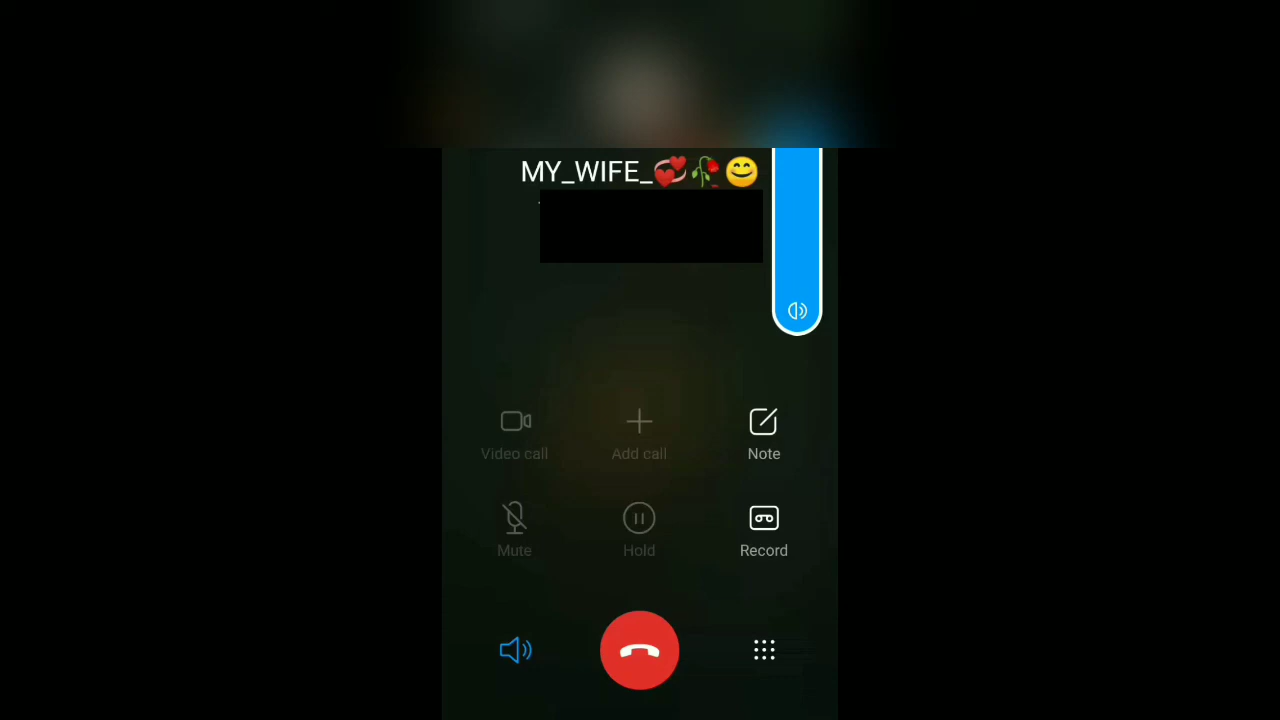 MY_WIFE_💞🥀😊
Video call
Add call
Note
Mute
Hold
Record